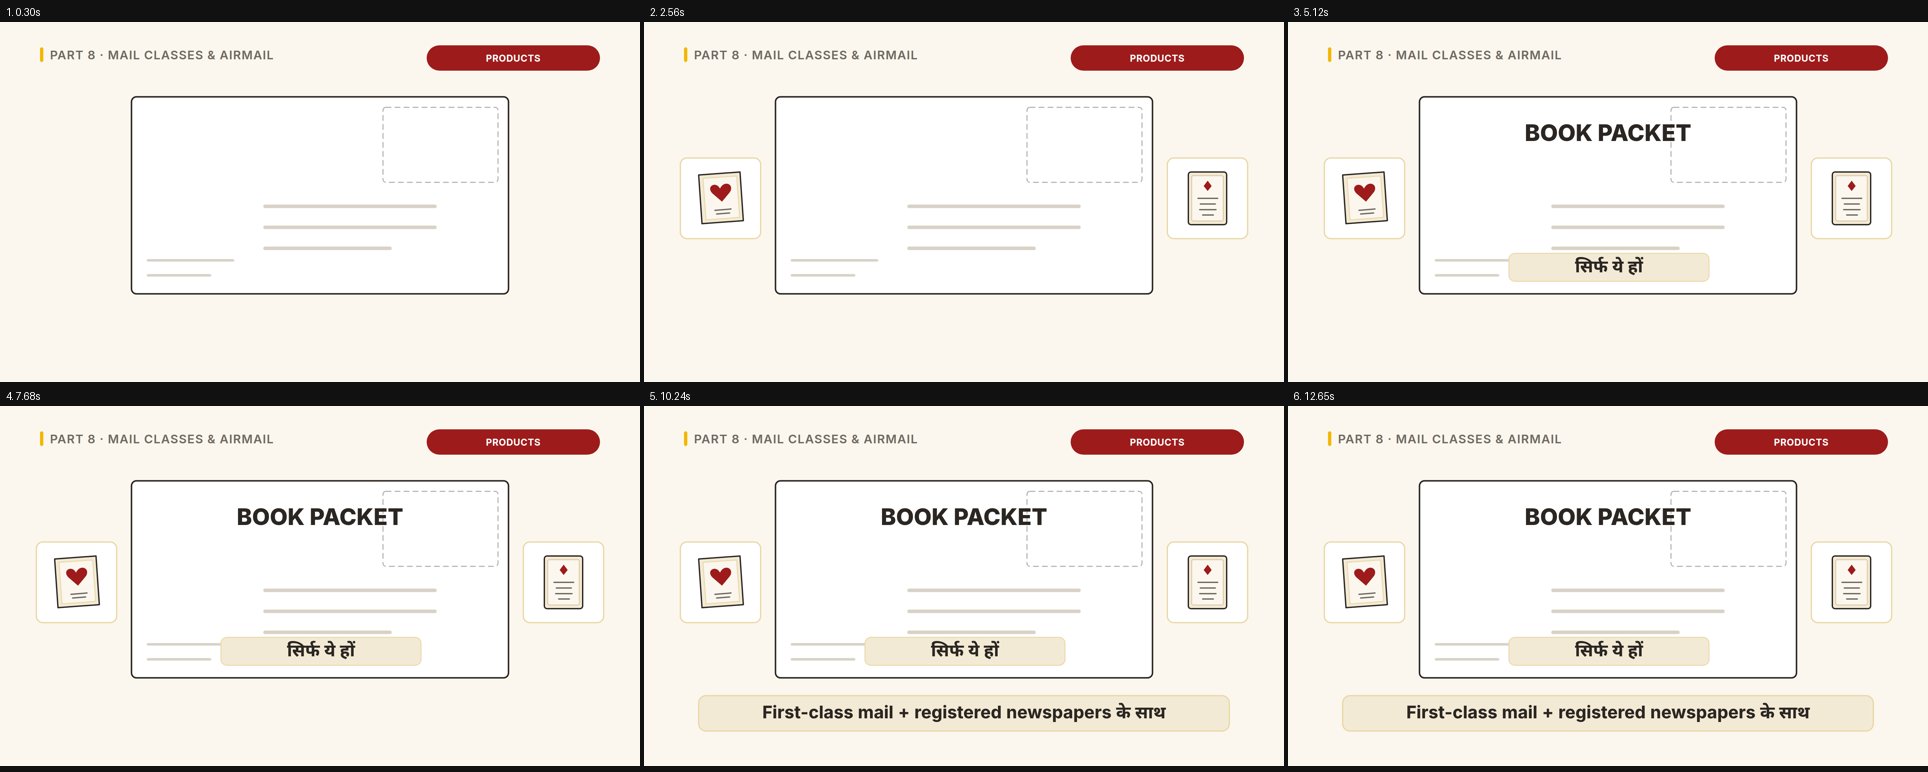 1. 0.30s
PART 8 · MAIL CLASSES & AIRMAIL
PRODUCTS
2. 2.56s
PART 8 · MAIL CLASSES & AIRMAIL
PRODUCTS
3. 5.12s
PART 8 · MAIL CLASSES & AIRMAIL
PRODUCTS
BOOK PACKET
सिर्फ ये हों
4. 7.68s
PART 8 · MAIL CLASSES & AIRMAIL
PRODUCTS
BOOK PACKET
सिर्फ ये हों
5. 10.24s
PART 8 · MAIL CLASSES & AIRMAIL
PRODUCTS
BOOK PACKET
सिर्फ ये हों
First-class mail + registered newspapers के साथ
6. 12.65s
PART 8 · MAIL CLASSES & AIRMAIL
PRODUCTS
BOOK PACKET
सिर्फ ये हों
First-class mail + registered newspapers के साथ